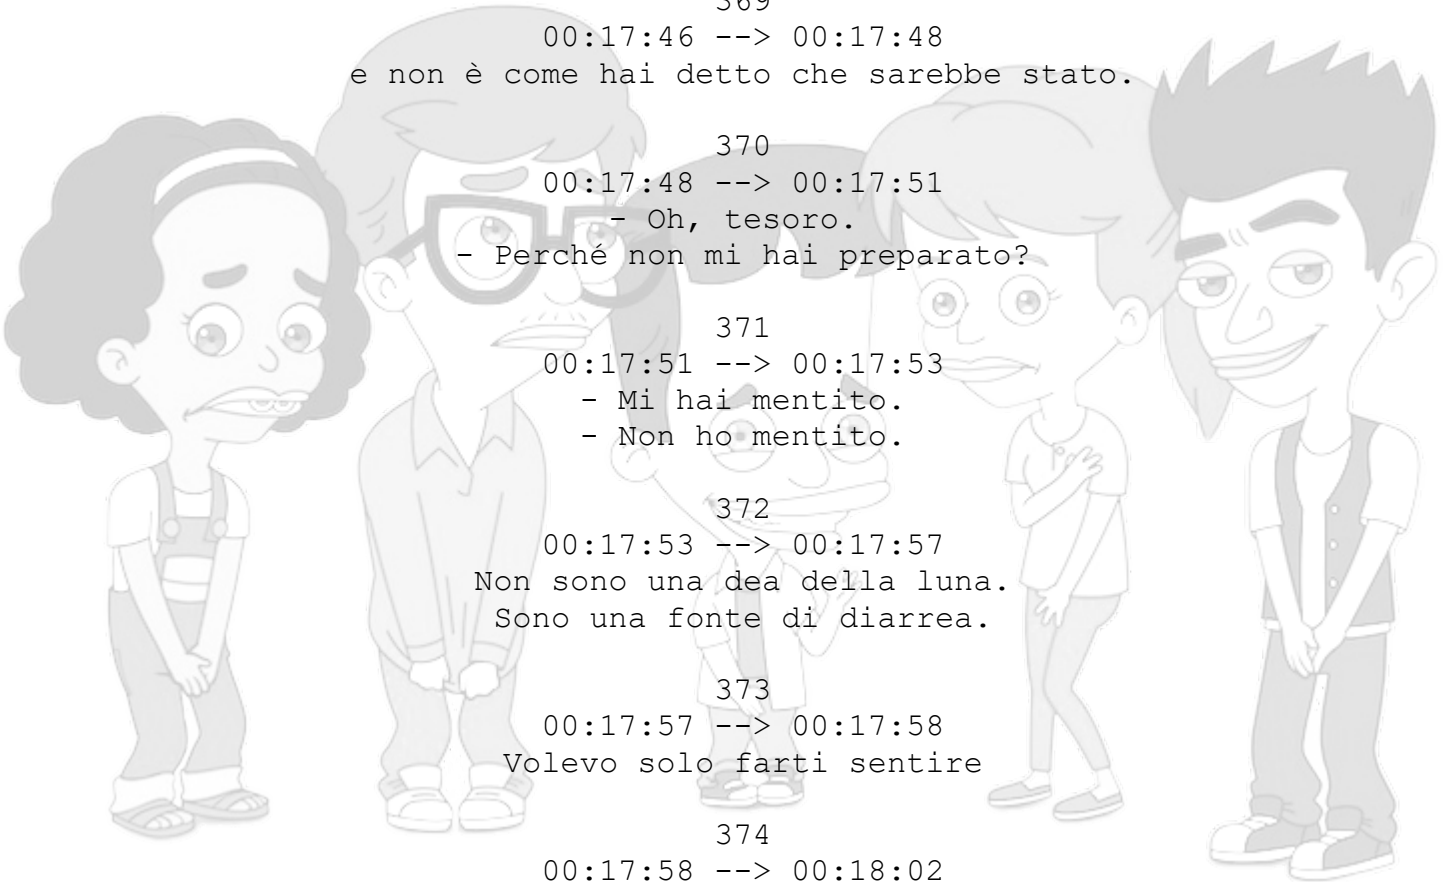 369
00:17:46 --> 00:17:48
e non è come hai detto che sarebbe stato.
370
00:17:48 --> 00:17:51
- Oh, tesoro.
- Perché non mi hai preparato?
371
00:17:51 --> 00:17:53
- Mi hai mentito.
- Non ho mentito.
372
00:17:53 --> 00:17:57
Non sono una dea della luna.
Sono una fonte di diarrea.
373
00:17:57 --> 00:17:58
Volevo solo farti sentire
374
00:17:58 --> 00:18:02